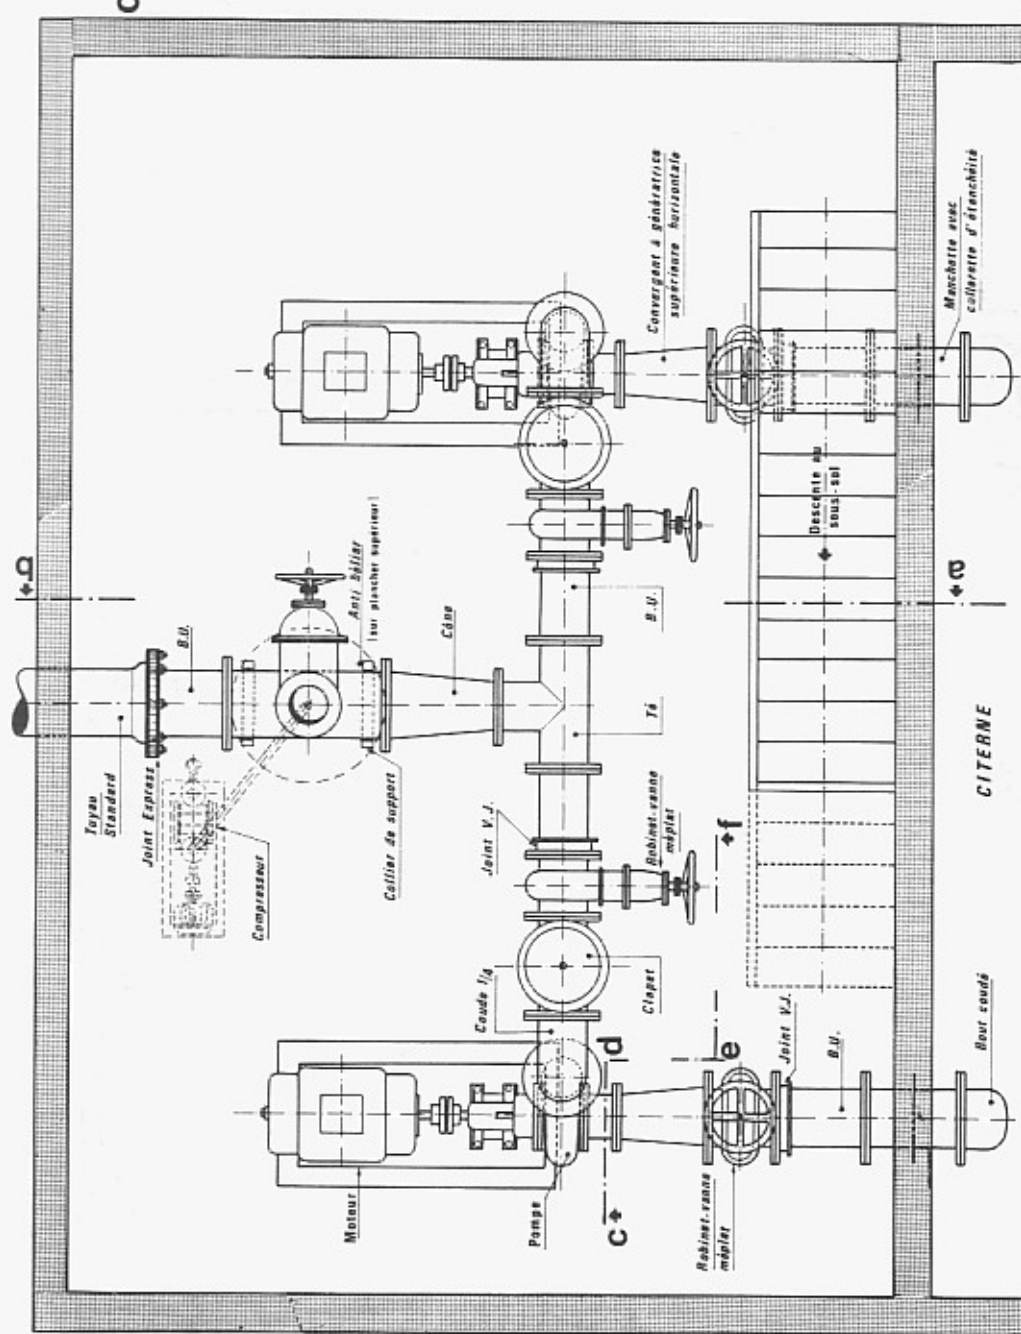 Tuyau
Standard
Joint Express
B.U.
Compresseur
Collier de support
Anti bélier
(sur plancher supérieur)
Cône
Convergent à génératrice
supérieure horizontale
Manchette avec
collerette d'étanchéité
Descente au
sous-sol
B.U.
Té
Joint V.J.
Robinet-vanne
méplat
Coude 1/4
Clapet
Moteur
Pompe
Robinet-vanne
méplat
Joint V.J.
B.U.
Bout coudé
CITERNE
c
d
e
f
a